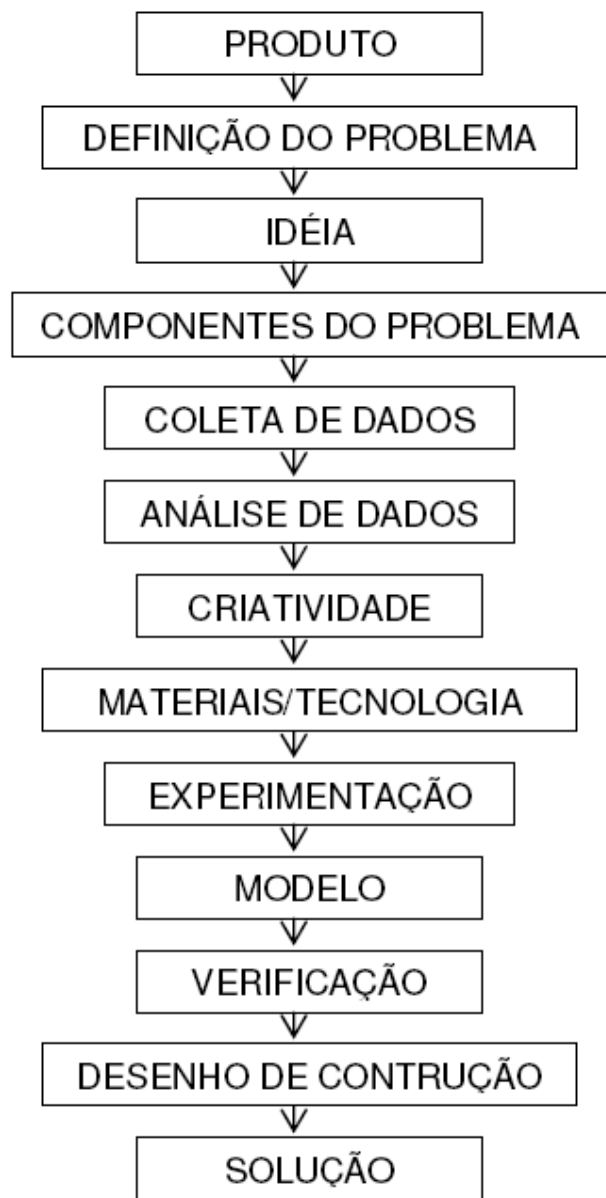 PRODUTO
DEFINIÇÃO DO PROBLEMA
IDÉIA
COMPONENTES DO PROBLEMA
COLETA DE DADOS
ANÁLISE DE DADOS
CRIATIVIDADE
MATERIAIS/TECNOLOGIA
EXPERIMENTAÇÃO
MODELO
VERIFICAÇÃO
DESENHO DE CONTRUÇÃO
SOLUÇÃO